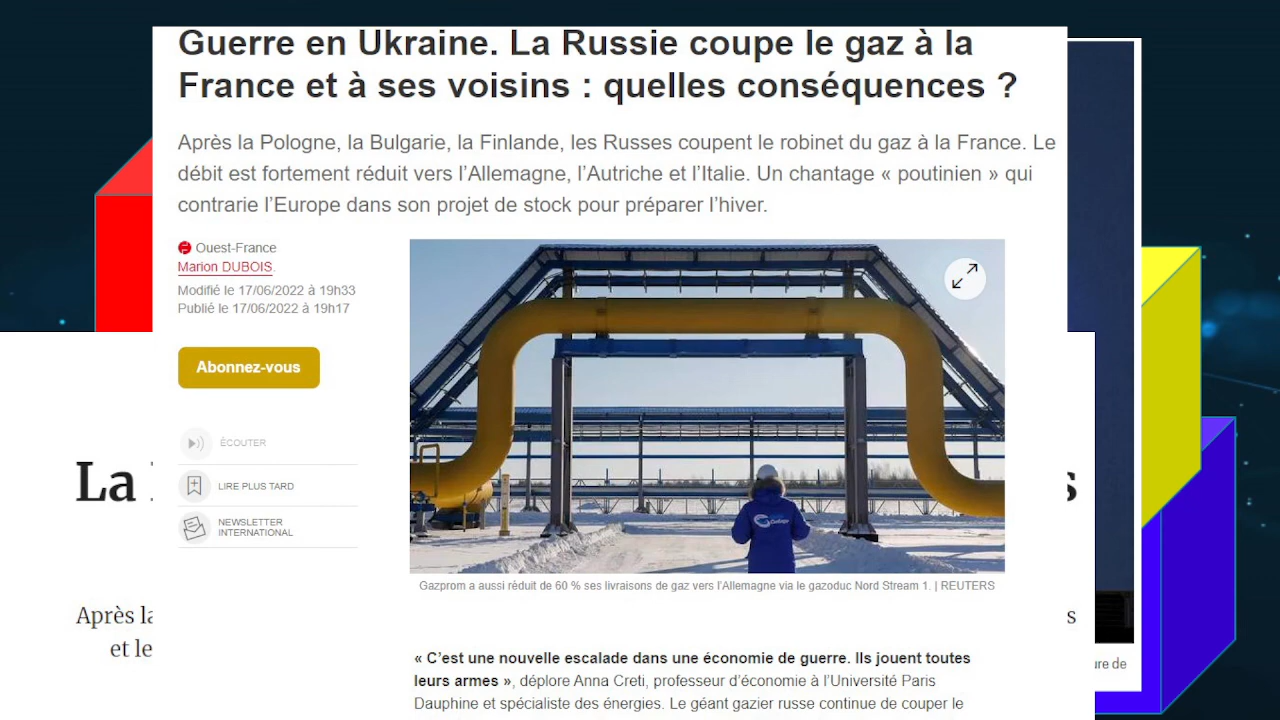 Guerre en Ukraine. La Russie coupe le gaz à la
France et à ses voisins : quelles conséquences ?
Après la Pologne, la Bulgarie, la Finlande, les Russes coupent le robinet du gaz à la France. Le
débit est fortement réduit vers l’Allemagne, l’Autriche et l’Italie. Un chantage « poutinien » qui
contrarie l’Europe dans son projet de stock pour préparer l’hiver.
Ouest-France
Marion DUBOIS.
Modifié le 17/06/2022 à 19h33
Publié le 17/06/2022 à 19h17
Abonnez-vous
ÉCOUTER
LIRE PLUS TARD
NEWSLETTER
INTERNATIONAL
Gazprom a aussi réduit de 60 % ses livraisons de gaz vers l’Allemagne via le gazoduc Nord Stream 1. | REUTERS
« C’est une nouvelle escalade dans une économie de guerre. Ils jouent toutes
leurs armes », déplore Anna Creti, professeur d’économie à l’Université Paris
Dauphine et spécialiste des énergies. Le géant gazier russe continue de couper le
La
s
Après la
s
et le
ure de